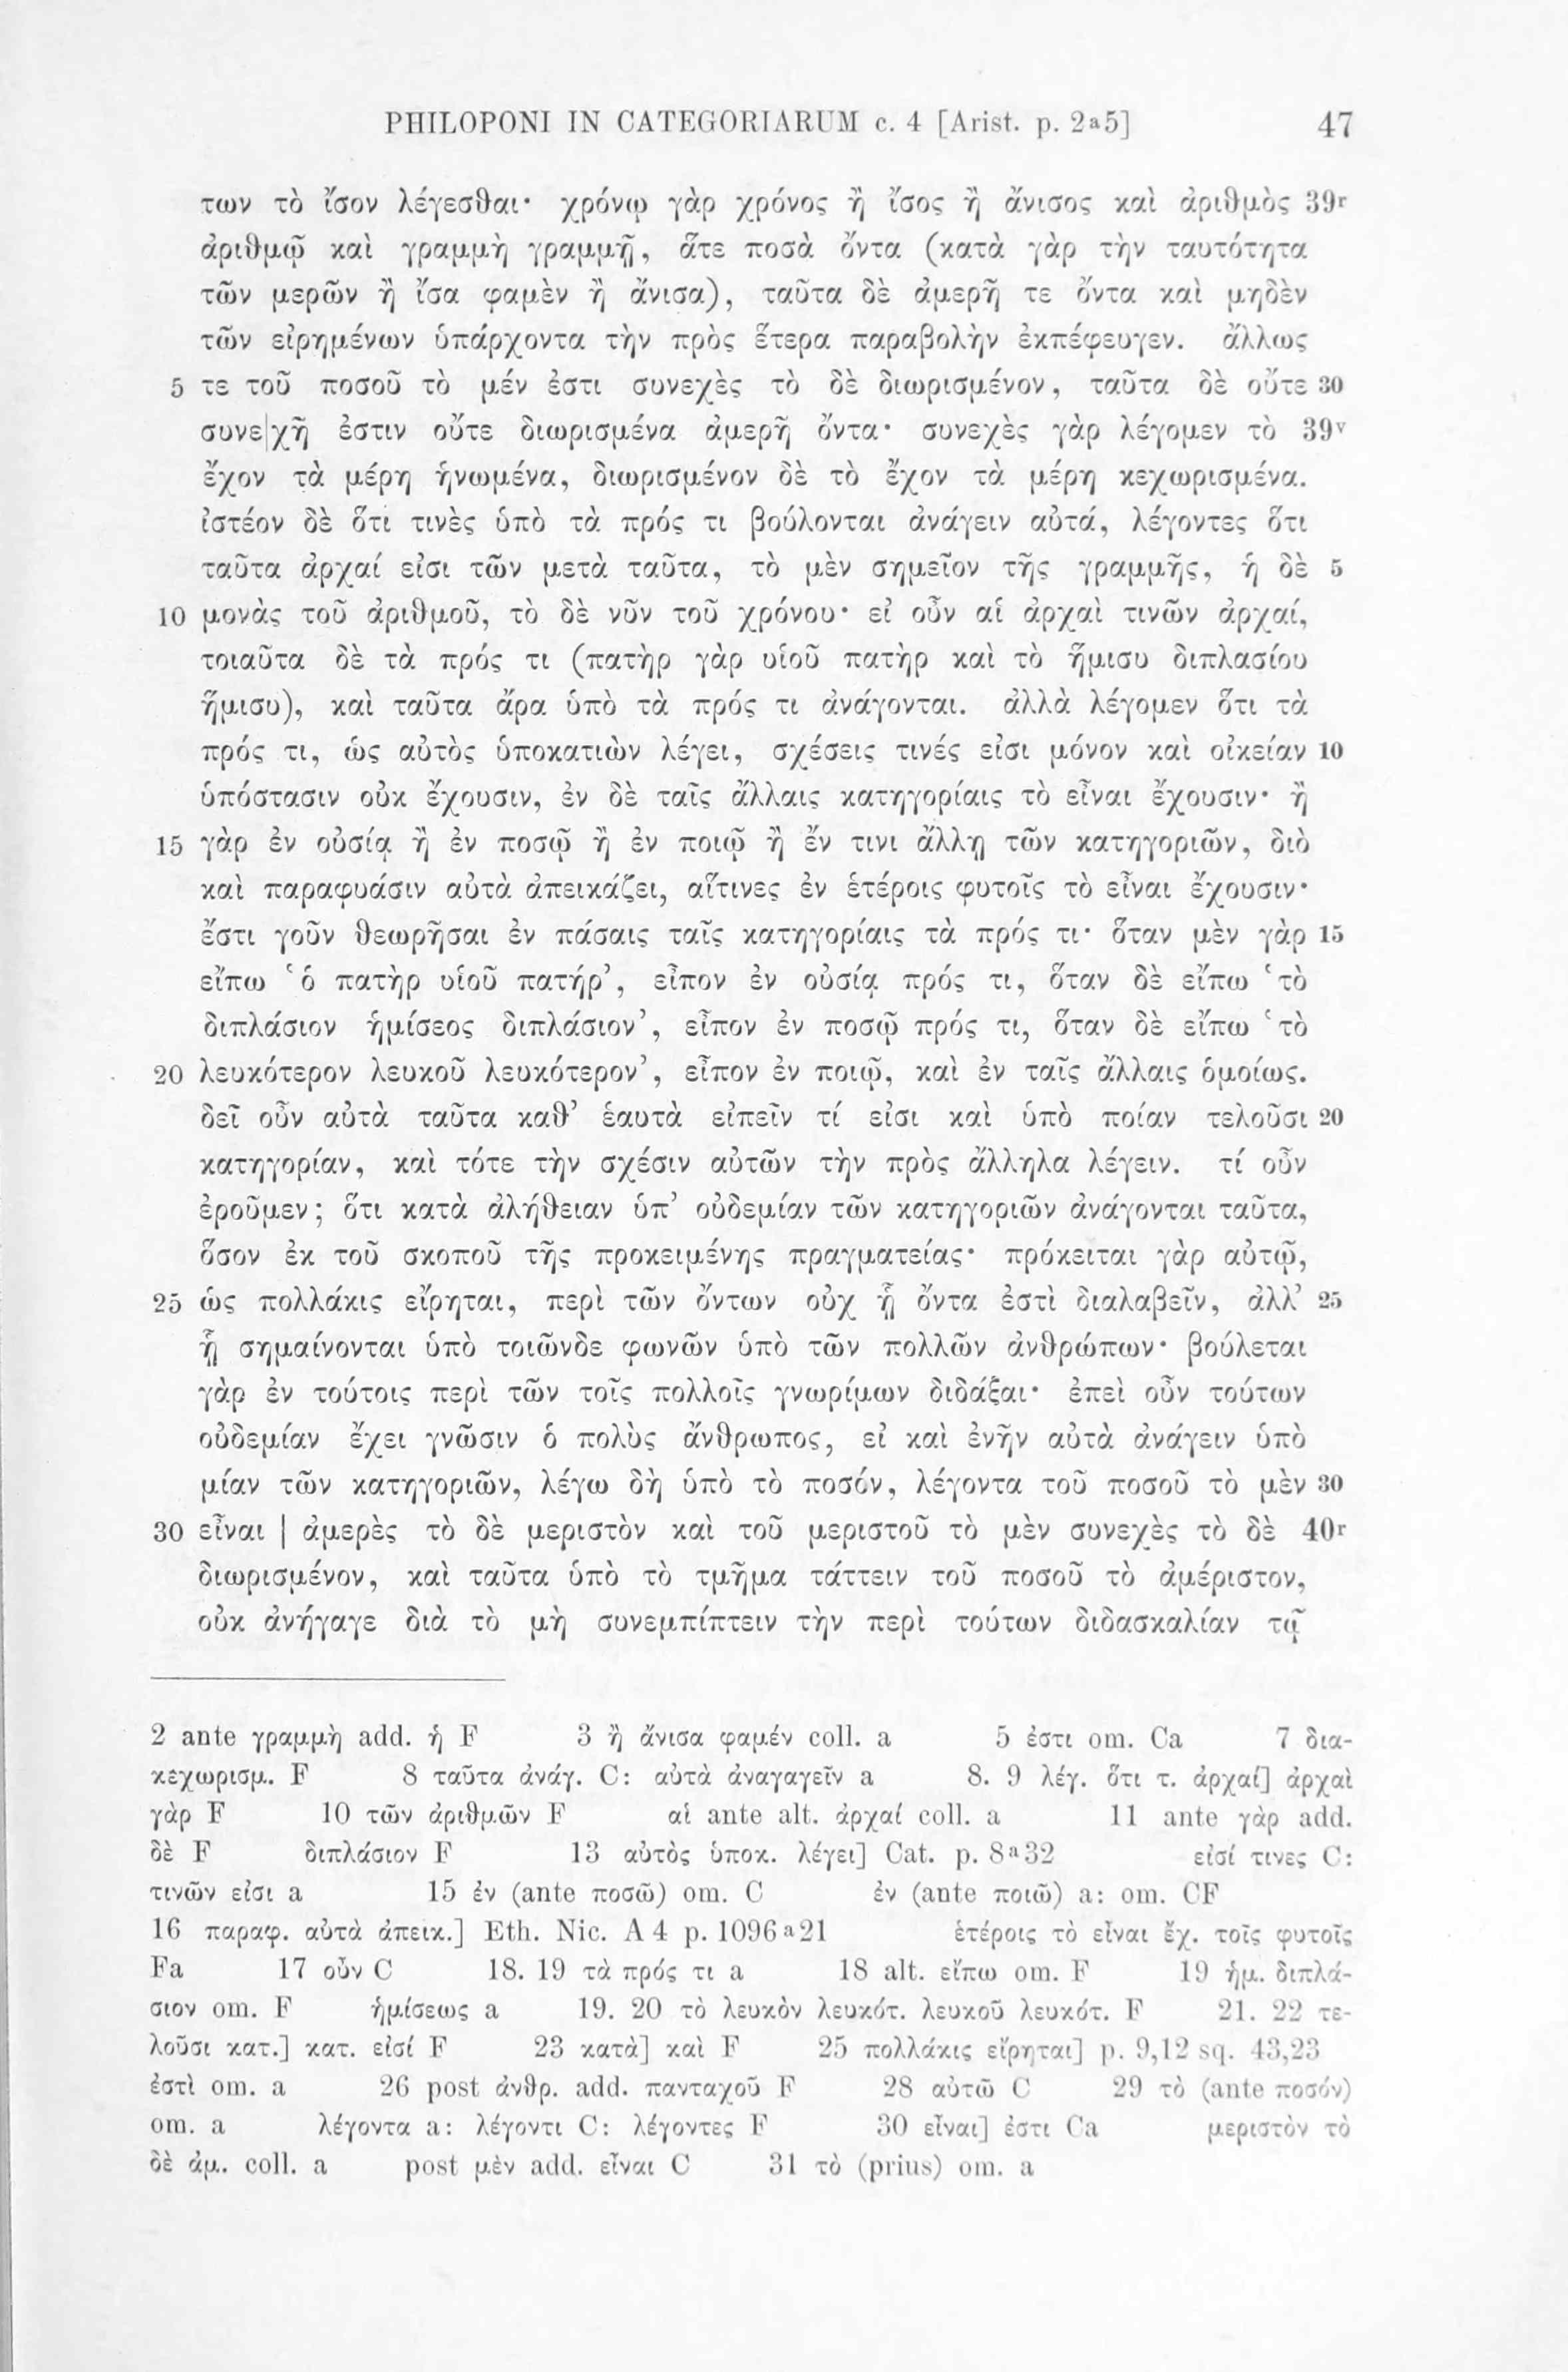 PHILOPONI IN CATEGORIARUM c. 4 [Arist. p. 2a5] 47
των τὸ ἴσον λέγεσθαι· χρόνῳ γὰρ χρόνος ἢ ἴσος ἢ ἄνισος καὶ ἀριθμὸς 39r
ἀριθμῷ καὶ γραμμὴ γραμμῇ, ἅτε ποσὰ ὄντα (κατὰ γὰρ τὴν ταυτότητα
τῶν μερῶν ἢ ἴσα φαμὲν ἢ ἄνισα), ταῦτα δὲ ἀμερῆ τε ὄντα καὶ μηδὲν
τῶν εἰρημένων ὑπάρχοντα τὴν πρὸς ἕτερα παραβολὴν ἐκπέφευγεν. ἄλλως
5 τε τοῦ ποσοῦ τὸ μέν ἐστι συνεχὲς τὸ δὲ διωρισμένον, ταῦτα δὲ οὔτε 30
συνε|χῆ ἐστιν οὔτε διωρισμένα ἀμερῆ ὄντα· συνεχὲς γὰρ λέγομεν τὸ 39v
ἔχον τὰ μέρη ἡνωμένα, διωρισμένον δὲ τὸ ἔχον τὰ μέρη κεχωρισμένα.
ἰστέον δὲ ὅτι τινὲς ὑπὸ τὰ πρός τι βούλονται ἀνάγειν αὐτά, λέγοντες ὅτι
ταῦτα ἀρχαί εἰσι τῶν μετὰ ταῦτα, τὸ μὲν σημεῖον τῆς γραμμῆς, ἡ δὲ 5
10 μονὰς τοῦ ἀριθμοῦ, τὸ δὲ νῦν τοῦ χρόνου· εἰ οὖν αἱ ἀρχαὶ τινῶν ἀρχαί,
τοιαῦτα δὲ τὰ πρός τι (πατὴρ γὰρ υἱοῦ πατὴρ καὶ τὸ ἥμισυ διπλασίου
ἥμισυ), καὶ ταῦτα ἄρα ὑπὸ τὰ πρός τι ἀνάγονται. ἀλλὰ λέγομεν ὅτι τὰ
πρός τι, ὡς αὐτὸς ὑποκατιὼν λέγει, σχέσεις τινές εἰσι μόνον καὶ οἰκείαν 10
ὑπόστασιν οὐκ ἔχουσιν, ἐν δὲ ταῖς ἄλλαις κατηγορίαις τὸ εἶναι ἔχουσιν· ἢ
15 γὰρ ἐν οὐσίᾳ ἢ ἐν ποσῷ ἢ ἐν ποιῷ ἢ ἔν τινι ἄλλῃ τῶν κατηγοριῶν, διὸ
καὶ παραφυάσιν αὐτὰ ἀπεικάζει, αἵτινες ἐν ἑτέροις φυτοῖς τὸ εἶναι ἔχουσιν·
ἔστι γοῦν θεωρῆσαι ἐν πάσαις ταῖς κατηγορίαις τὰ πρός τι· ὅταν μὲν γὰρ 15
εἴπω ‘ὁ πατὴρ υἱοῦ πατήρ’, εἶπον ἐν οὐσίᾳ πρός τι, ὅταν δὲ εἴπω ‘τὸ
διπλάσιον ἡμίσεος διπλάσιον’, εἶπον ἐν ποσῷ πρός τι, ὅταν δὲ εἴπω ‘τὸ
20 λευκότερον λευκοῦ λευκότερον’, εἶπον ἐν ποιῷ, καὶ ἐν ταῖς ἄλλαις ὁμοίως.
δεῖ οὖν αὐτὰ ταῦτα καθ’ ἑαυτὰ εἰπεῖν τί εἰσι καὶ ὑπὸ ποίαν τελοῦσι 20
κατηγορίαν, καὶ τότε τὴν σχέσιν αὐτῶν τὴν πρὸς ἄλληλα λέγειν. τί οὖν
ἐροῦμεν; ὅτι κατὰ ἀλήθειαν ὑπ’ οὐδεμίαν τῶν κατηγοριῶν ἀνάγονται ταῦτα,
ὅσον ἐκ τοῦ σκοποῦ τῆς προκειμένης πραγματείας· πρόκειται γὰρ αὐτῷ,
25 ὡς πολλάκις εἴρηται, περὶ τῶν ὄντων οὐχ ᾗ ὄντα ἐστὶ διαλαβεῖν, ἀλλ’ 25
ᾗ σημαίνονται ὑπὸ τοιῶνδε φωνῶν ὑπὸ τῶν πολλῶν ἀνθρώπων· βούλεται
γὰρ ἐν τούτοις περὶ τῶν τοῖς πολλοῖς γνωρίμων διδάξαι· ἐπεὶ οὖν τούτων
οὐδεμίαν ἔχει γνῶσιν ὁ πολὺς ἄνθρωπος, εἰ καὶ ἐνῆν αὐτὰ ἀνάγειν ὑπὸ
μίαν τῶν κατηγοριῶν, λέγω δὴ ὑπὸ τὸ ποσόν, λέγοντα τοῦ ποσοῦ τὸ μὲν 30
30 εἶναι | ἀμερὲς τὸ δὲ μεριστὸν καὶ τοῦ μεριστοῦ τὸ μὲν συνεχὲς τὸ δὲ 40r
διωρισμένον, καὶ ταῦτα ὑπὸ τὸ τμῆμα τάττειν τοῦ ποσοῦ τὸ ἀμέριστον,
οὐκ ἀνήγαγε διὰ τὸ μὴ συνεμπίπτειν τὴν περὶ τούτων διδασκαλίαν τῷ
2 ante γραμμὴ add. ἡ F 3 ἢ ἄνισα φαμέν coll. a 5 ἐστι om. Ca 7 δια-
κεχωρισμ. F 8 ταῦτα ἀνάγ. C: αὐτὰ ἀναγαγεῖν a 8. 9 λέγ. ὅτι τ. ἀρχαί] ἀρχαὶ
γὰρ F 10 τῶν ἀριθμῶν F αἱ ante alt. ἀρχαί coll. a 11 ante γὰρ add.
δὲ F διπλάσιον F 13 αὐτὸς ὑποκ. λέγει] Cat. p. 8a32 εἰσί τινες C:
τινῶν εἰσι a 15 ἐν (ante ποσῶ) om. C ἐν (ante ποιῶ) a: om. CF
16 παραφ. αὐτὰ ἀπεικ.] Eth. Nic. A 4 p. 1096a21 ἑτέροις τὸ εἶναι ἔχ. τοῖς φυτοῖς
Fa 17 οὖν C 18. 19 τὰ πρός τι a 18 alt. εἴπω om. F 19 ἡμ. διπλά-
σιον om. F ἡμίσεως a 19. 20 τὸ λευκὸν λευκότ. λευκοῦ λευκότ. F 21. 22 τε-
λοῦσι κατ.] κατ. εἰσί F 23 κατὰ] καὶ F 25 πολλάκις εἴρηται] p. 9,12 sq. 43,23
ἐστὶ om. a 26 post ἀνθρ. add. πανταχοῦ F 28 αὐτῶ C 29 τὸ (ante ποσόν)
om. a λέγοντα a: λέγοντι C: λέγοντες F 30 εἶναι] ἐστι Ca μεριστὸν τὸ
δὲ ἀμ. coll. a post μὲν add. εἶναι C 31 τὸ (prius) om. a